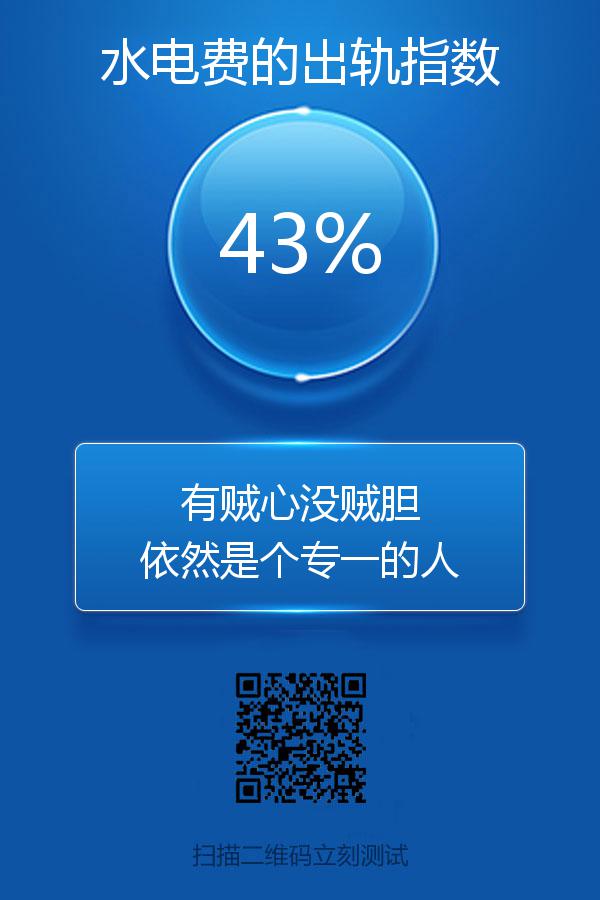 水电费的出轨指数
43%
有贼心没贼胆
依然是个专一的人
扫描二维码立刻测试